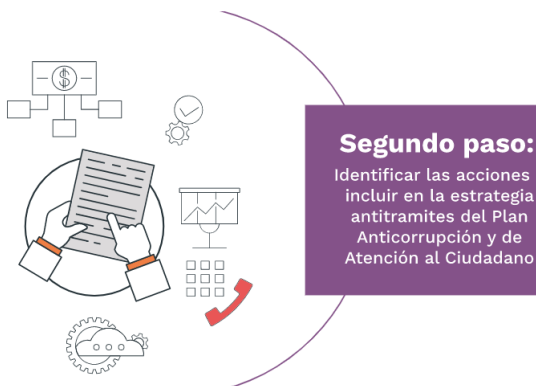 $
Segundo paso:
Identificar las acciones
incluir en la estrategia
antitramites del Plan
Anticorrupción y de
Atención al Ciudadano